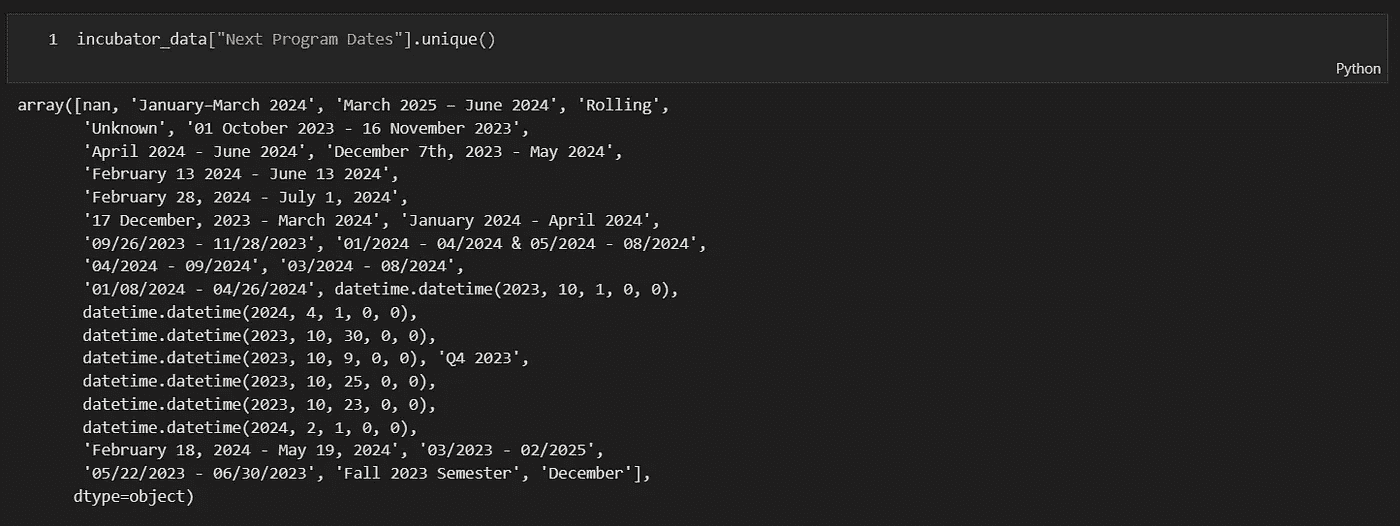 1 incubator_data["Next Program Dates"].unique()
Python
array([nan, 'January–March 2024', 'March 2025 – June 2024', 'Rolling',
'Unknown', '01 October 2023 - 16 November 2023',
'April 2024 - June 2024', 'December 7th, 2023 - May 2024',
'February 13 2024 - June 13 2024',
'February 28, 2024 - July 1, 2024',
'17 December, 2023 - March 2024', 'January 2024 - April 2024',
'09/26/2023 - 11/28/2023', '01/2024 - 04/2024 & 05/2024 - 08/2024',
'04/2024 - 09/2024', '03/2024 - 08/2024',
'01/08/2024 - 04/26/2024', datetime.datetime(2023, 10, 1, 0, 0),
datetime.datetime(2024, 4, 1, 0, 0),
datetime.datetime(2023, 10, 30, 0, 0),
datetime.datetime(2023, 10, 9, 0, 0), 'Q4 2023',
datetime.datetime(2023, 10, 25, 0, 0),
datetime.datetime(2023, 10, 23, 0, 0),
datetime.datetime(2024, 2, 1, 0, 0),
'February 18, 2024 - May 19, 2024', '03/2023 - 02/2025',
'05/22/2023 - 06/30/2023', 'Fall 2023 Semester', 'December'],
dtype=object)